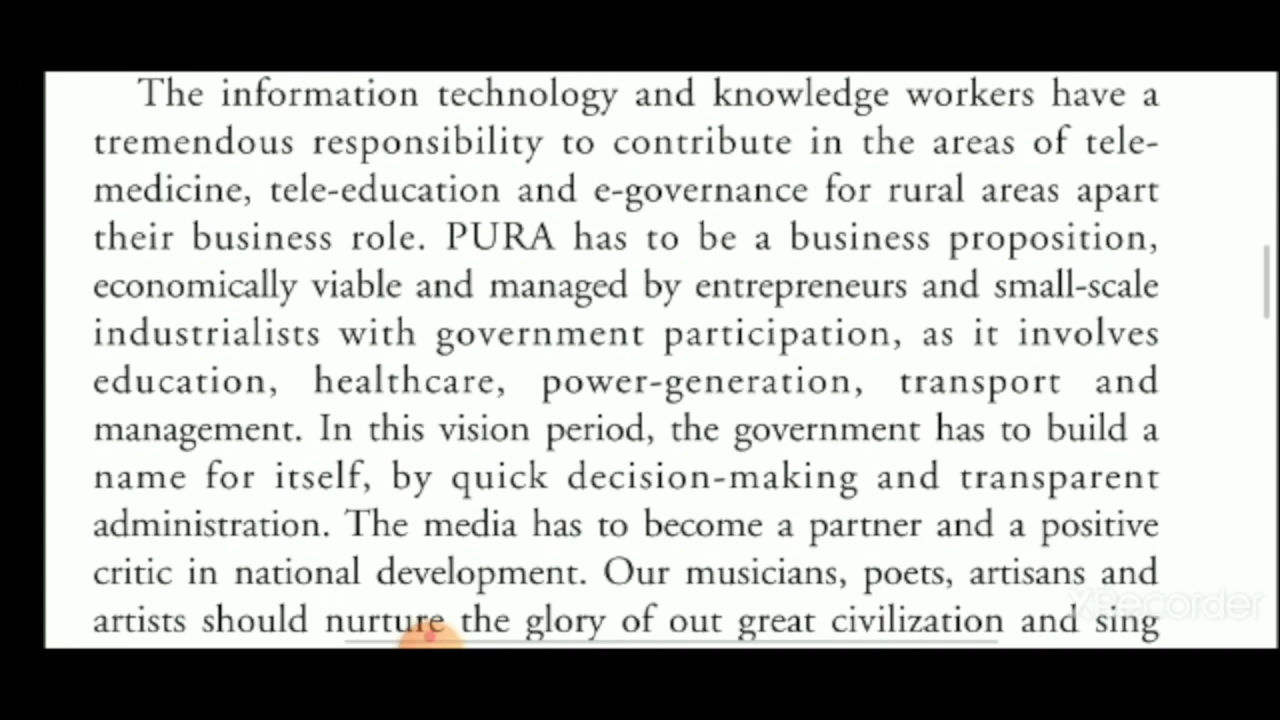 The information technology and knowledge workers have a
tremendous responsibility to contribute in the areas of tele-
medicine, tele-education and e-governance for rural areas apart
their business role. PURA has to be a business proposition,
economically viable and managed by entrepreneurs and small-scale
industrialists with government participation, as it involves
education, healthcare, power-generation, transport and
management. In this vision period, the government has to build a
name for itself, by quick decision-making and transparent
administration. The media has to become a partner and a positive
critic in national development. Our musicians, poets, artisans and
XRecorder
artists should nurture the glory of out great civilization and sing